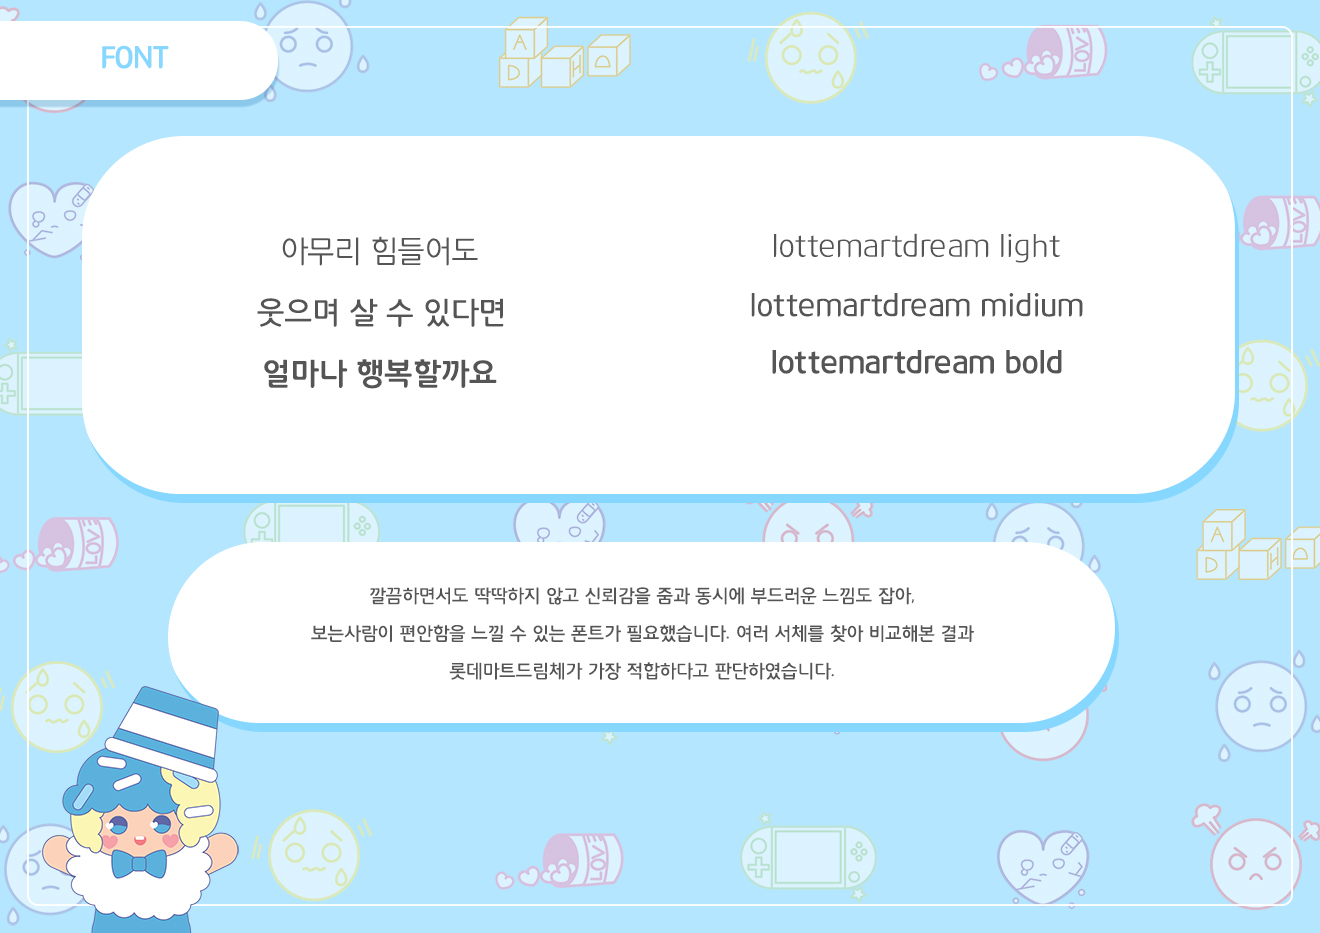 FONT
아무리 힘들어도
웃으며 살 수 있다면
얼마나 행복할까요
lottemartdream light
lottemartdream midium
lottemartdream bold
깔끔하면서도 딱딱하지 않고 신뢰감을 줌과 동시에 부드러운 느낌도 잡아,
보는사람이 편안함을 느낄 수 있는 폰트가 필요했습니다. 여러 서체를 찾아 비교해본 결과
롯데마트드림체가 가장 적합하다고 판단하였습니다.
A
D
H
D
LOVE
LOVE
LOVE
A
D
H
D
LOVE